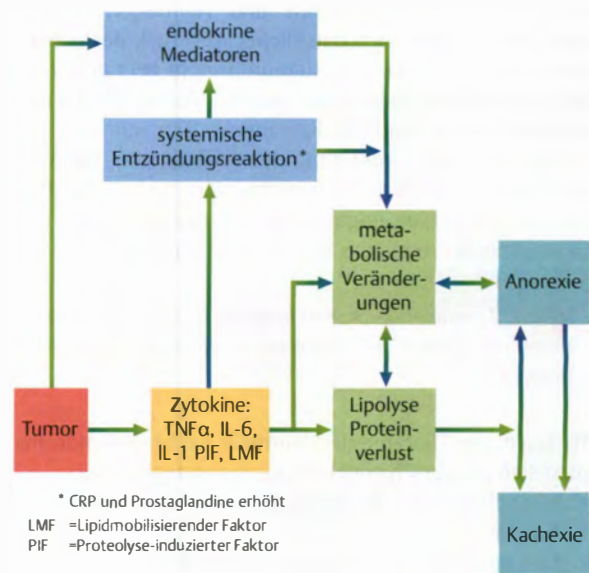 endokrine
Mediatoren
systemische
Entzündungsreaktion*
meta-
bolische
Veränder-
ungen
Anorexie
Tumor
Zytokine:
TNFα, IL-6,
IL-1 PIF, LMF
Lipolyse
Protein-
verlust
Kachexie
* CRP und Prostaglandine erhöht
LMF =Lipidmobilisierender Faktor
PIF =Proteolyse-induzierter Faktor